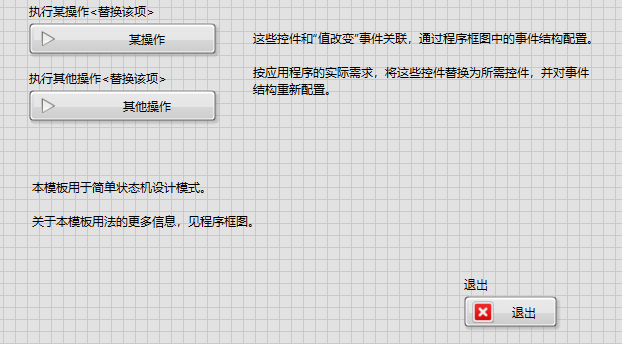 执行某操作<替换该项>
某操作
这些控件和“值改变”事件关联，通过程序框图中的事件结构配置。
执行其他操作<替换该项>
按应用程序的实际需求，将这些控件替换为所需控件，并对事件
结构重新配置。
其他操作
本模板用于简单状态机设计模式。
关于本模板用法的更多信息，见程序框图。
退出
退出